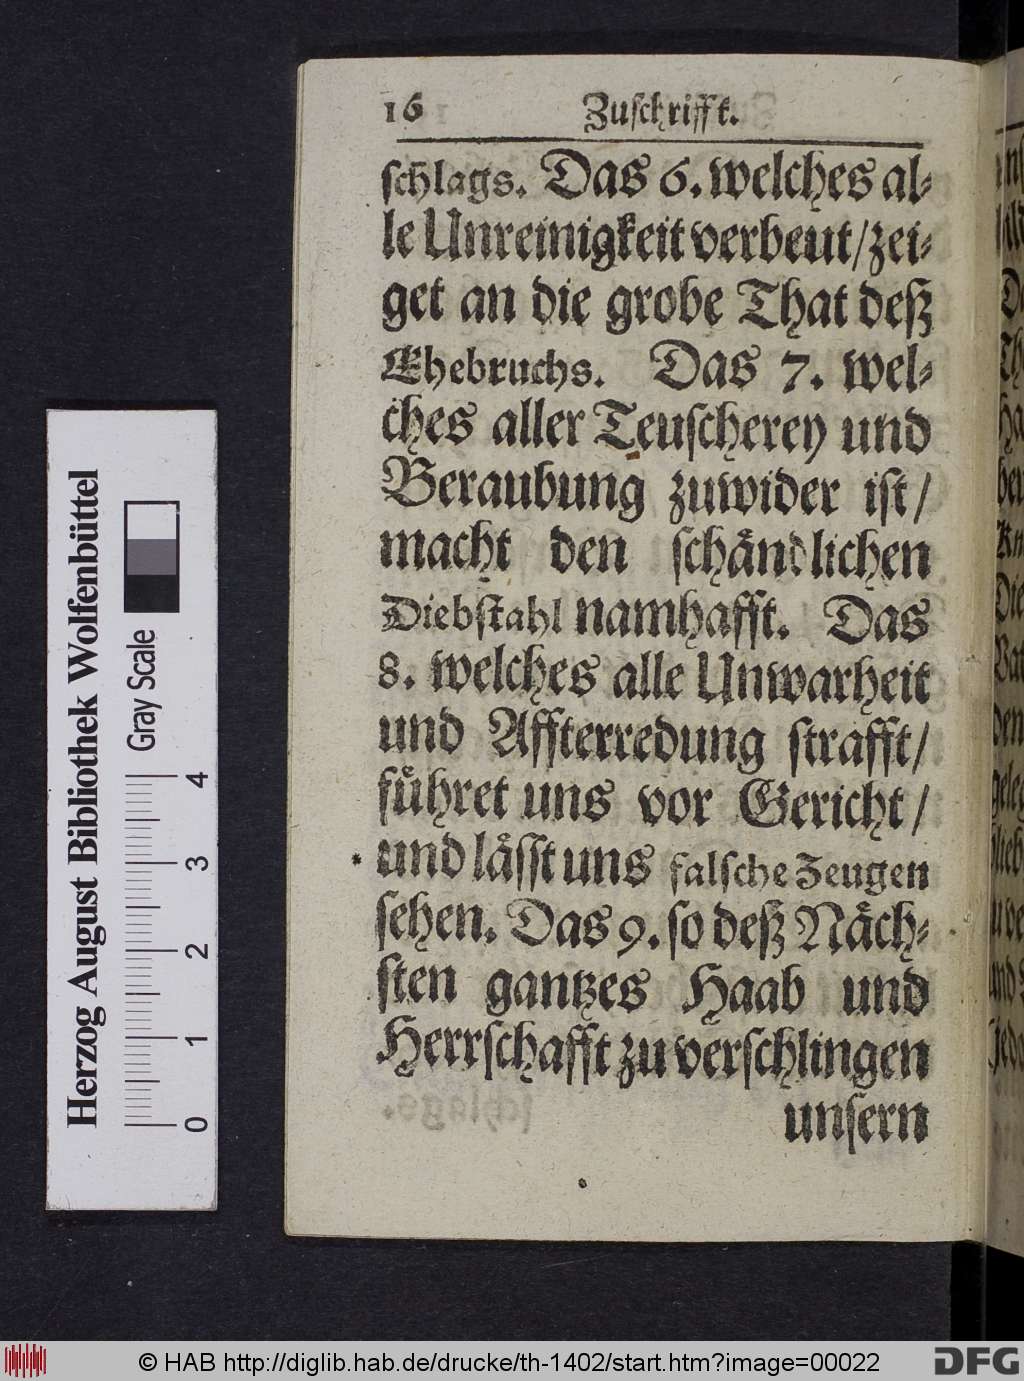 16 Zuschrifft.
schlags. Das 6. welches al-
le Unreinigkeit verbeut/zei-
get an die grobe That deß
Ehebruchs. Das 7. wel-
ches aller Teuscherey und
Beraubung zuwider ist/
macht den schändlichen
Diebstahl namhafft. Das
8. welches alle Unwarheit
und Affterredung strafft/
führet uns vor Gericht/
und lässt uns falsche Zeugen
sehen. Das 9. so deß Näch-
sten gantzes Haab und
Herrschafft zu verschlingen
unsern
Herzog August Bibliothek Wolfenbüttel
Gray Scale
0 1 2 3 4
© HAB http://diglib.hab.de/drucke/th-1402/start.htm?image=00022
DFG